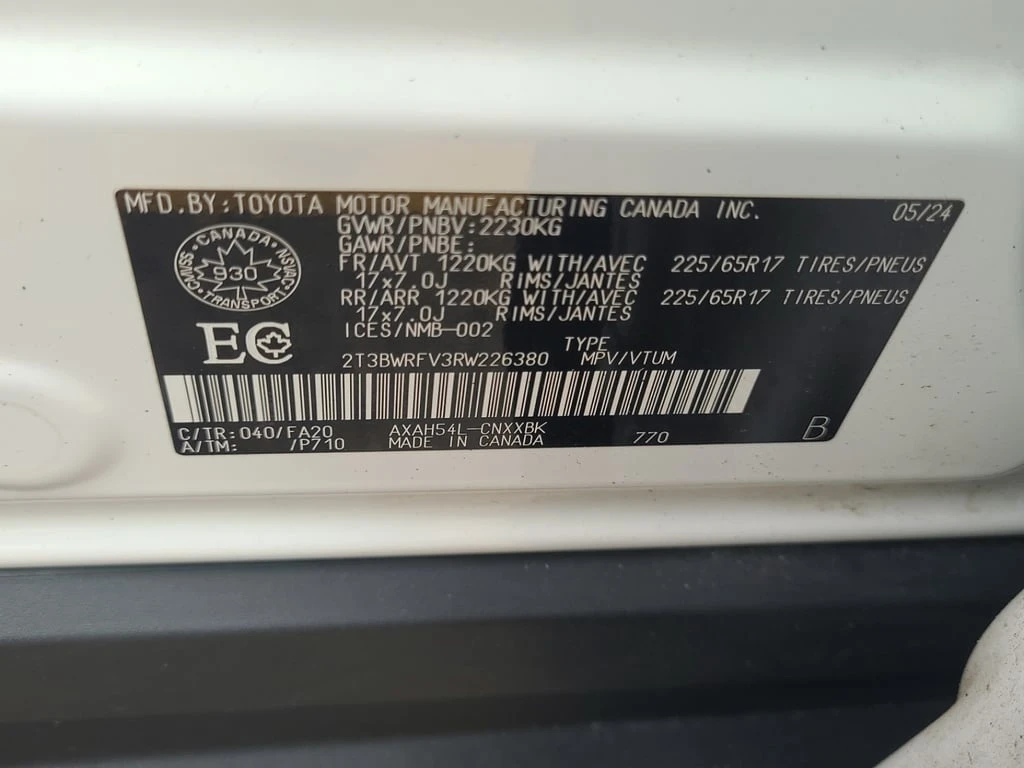 MFD.BY:TOYOTA MOTOR MANUFACTURING CANADA INC. 05/24
GVWR/PNBV:2230KG
GAWR/PNBE:
FR/AVT 1220KG WITH/AVEC 225/65R17 TIRES/PNEUS
17x7.0J RIMS/JANTES
RR/ARR 1220KG WITH/AVEC 225/65R17 TIRES/PNEUS
17x7.0J RIMS/JANTES
ICES/NMB-002
CANADA
CMVSS 930 NSVAC
TRANSPORT
EC
TYPE
2T3BWRFV3RW226380 MPV/VTUM
C/TR:040/FA20 AXAH54L-CNXXBK
A/TM: /P710 MADE IN CANADA 770 B